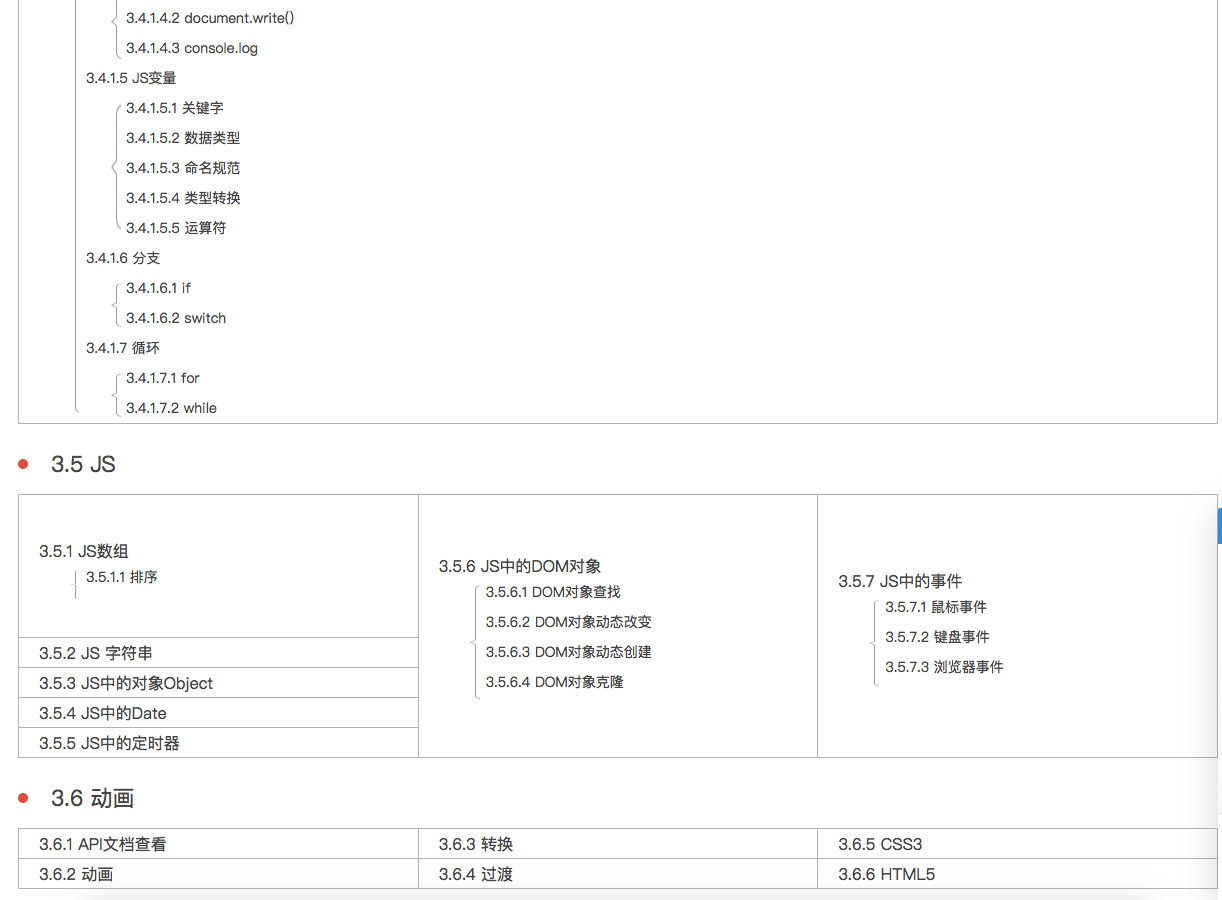 3.4.1.4.2 document.write()
3.4.1.4.3 console.log
3.4.1.5 JS变量
3.4.1.5.1 关键字
3.4.1.5.2 数据类型
3.4.1.5.3 命名规范
3.4.1.5.4 类型转换
3.4.1.5.5 运算符
3.4.1.6 分支
3.4.1.6.1 if
3.4.1.6.2 switch
3.4.1.7 循环
3.4.1.7.1 for
3.4.1.7.2 while
3.5 JS
3.5.1 JS数组
3.5.1.1 排序
3.5.2 JS 字符串
3.5.3 JS中的对象Object
3.5.4 JS中的Date
3.5.5 JS中的定时器
3.5.6 JS中的DOM对象
3.5.6.1 DOM对象查找
3.5.6.2 DOM对象动态改变
3.5.6.3 DOM对象动态创建
3.5.6.4 DOM对象克隆
3.5.7 JS中的事件
3.5.7.1 鼠标事件
3.5.7.2 键盘事件
3.5.7.3 浏览器事件
3.6 动画
3.6.1 API文档查看
3.6.2 动画
3.6.3 转换
3.6.4 过渡
3.6.5 CSS3
3.6.6 HTML5